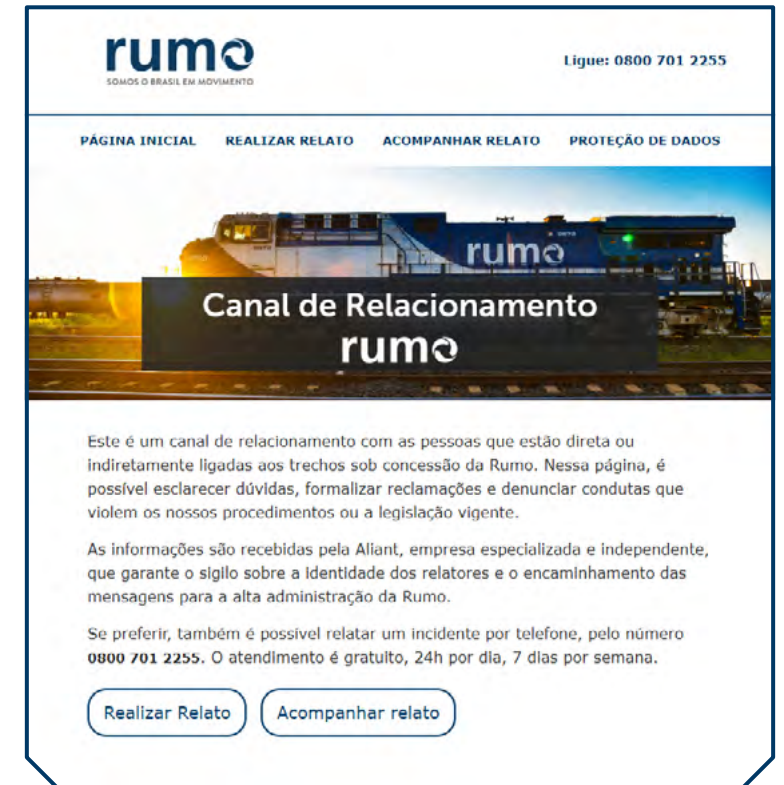 rumo
SOMOS O BRASIL EM MOVIMENTO
Ligue: 0800 701 2255
PÁGINA INICIAL REALIZAR RELATO ACOMPANHAR RELATO PROTEÇÃO DE DADOS
rumo
Canal de Relacionamento
rumo
Este é um canal de relacionamento com as pessoas que estão direta ou
indiretamente ligadas aos trechos sob concessão da Rumo. Nessa página, é
possível esclarecer dúvidas, formalizar reclamações e denunciar condutas que
violem os nossos procedimentos ou a legislação vigente.
As informações são recebidas pela Aliant, empresa especializada e independente,
que garante o sigilo sobre a identidade dos relatores e o encaminhamento das
mensagens para a alta administração da Rumo.
Se preferir, também é possível relatar um incidente por telefone, pelo número
0800 701 2255. O atendimento é gratuito, 24h por dia, 7 dias por semana.
Realizar Relato Acompanhar relato